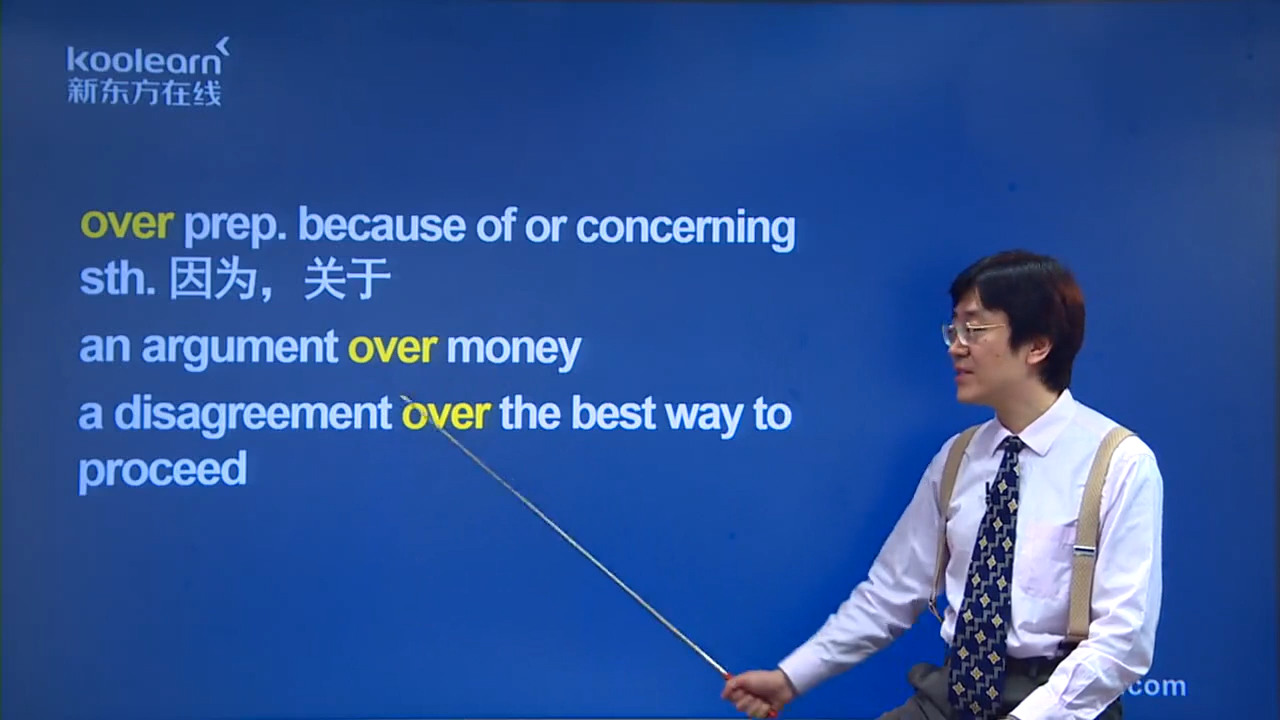 koolearn
新东方在线
over prep. because of or concerning
sth. 因为，关于
an argument over money
a disagreement over the best way to
proceed
.com